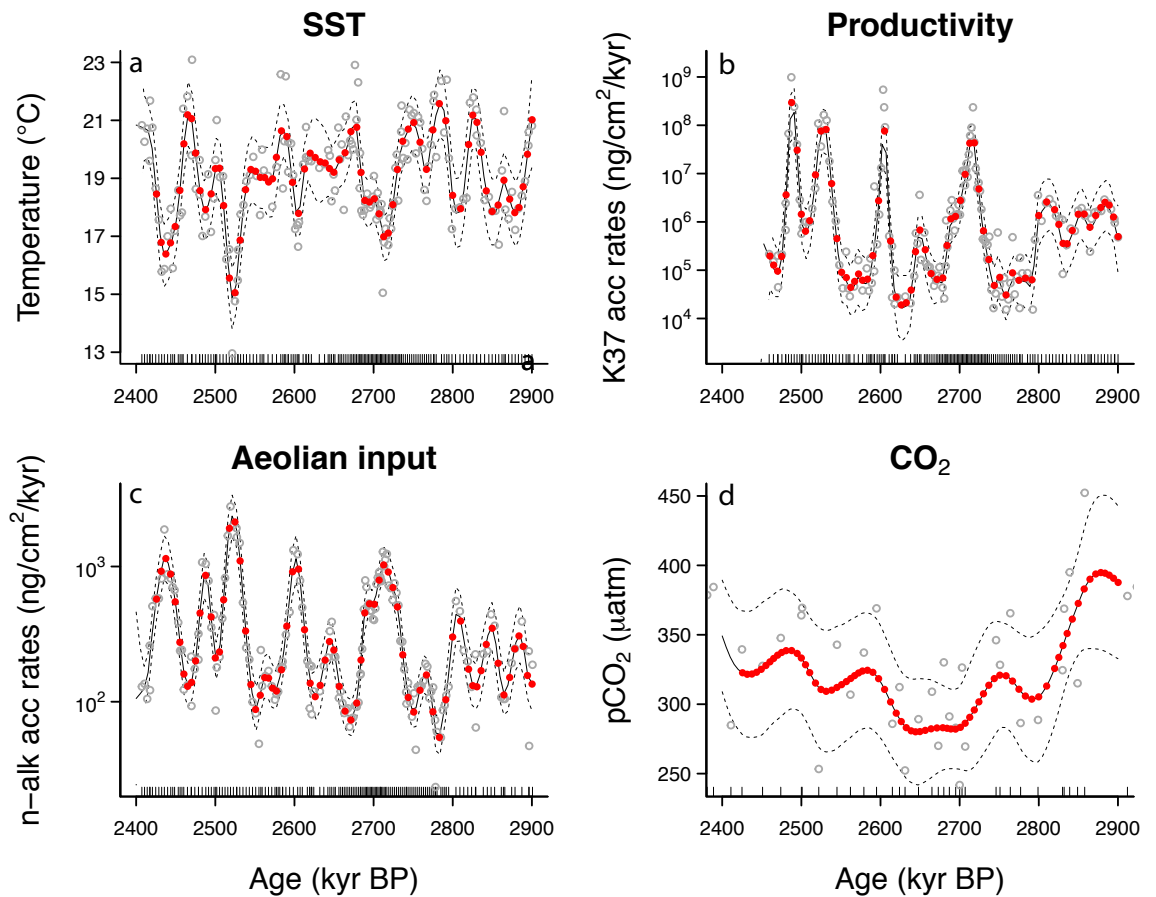 SST
Productivity
a
b
Temperature (°C)
23
21
19
17
15
13
a
2400 2500 2600 2700 2800 2900
K37 acc rates (ng/cm²/kyr)
10⁹
10⁸
10⁷
10⁶
10⁵
10⁴
2400 2500 2600 2700 2800 2900
Aeolian input
CO₂
c
d
n−alk acc rates (ng/cm²/kyr)
10³
10²
2400 2500 2600 2700 2800 2900
Age (kyr BP)
pCO₂ (µatm)
450
400
350
300
250
2400 2500 2600 2700 2800 2900
Age (kyr BP)